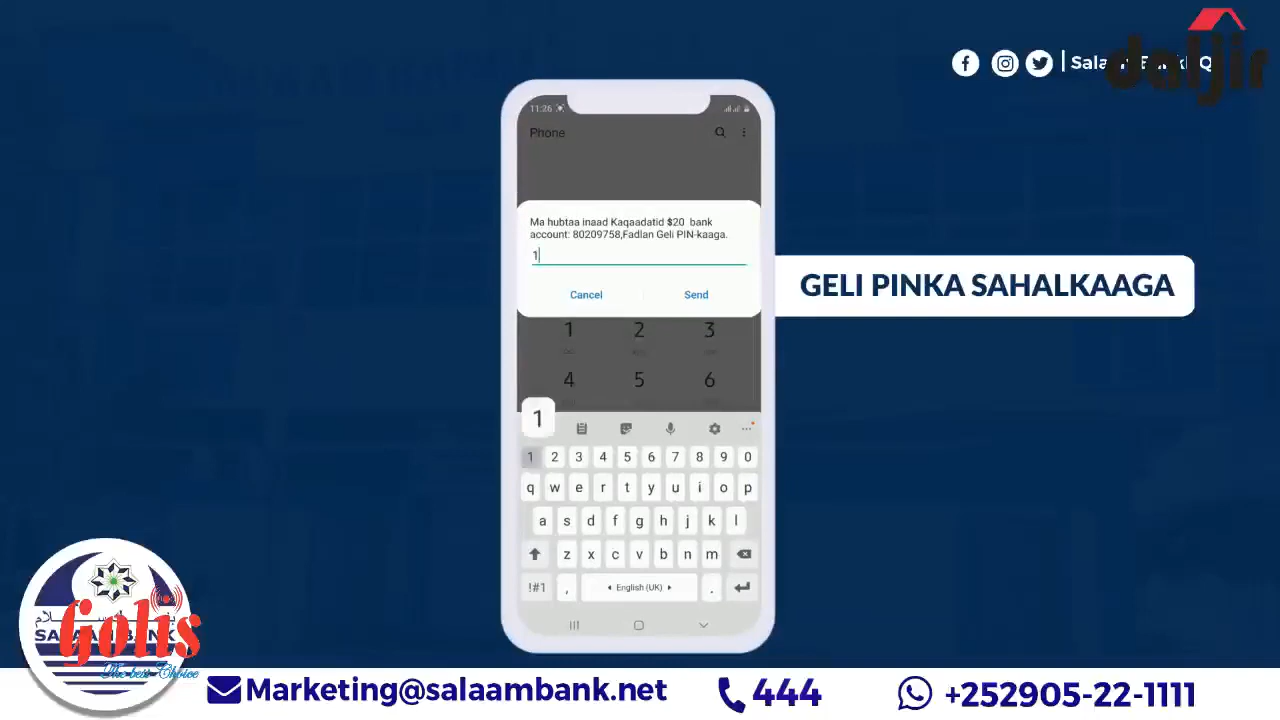 daljir
11:26
Phone
Ma hubtaa inaad Kaqaadatid $20 bank
account: 80209758,Fadlan Geli PIN-kaaga.
1
Cancel
Send
GELI PINKA SAHALKAAGA
1 2 3
4 5 6
1
1 2 3 4 5 6 7 8 9 0
q w e r t y u i o p
a s d f g h j k l
z x c v b n m
!#1 , English (UK) .
SALAAM BANK
Golis
The best Choice
Marketing@salaambank.net
444
+252905-22-1111